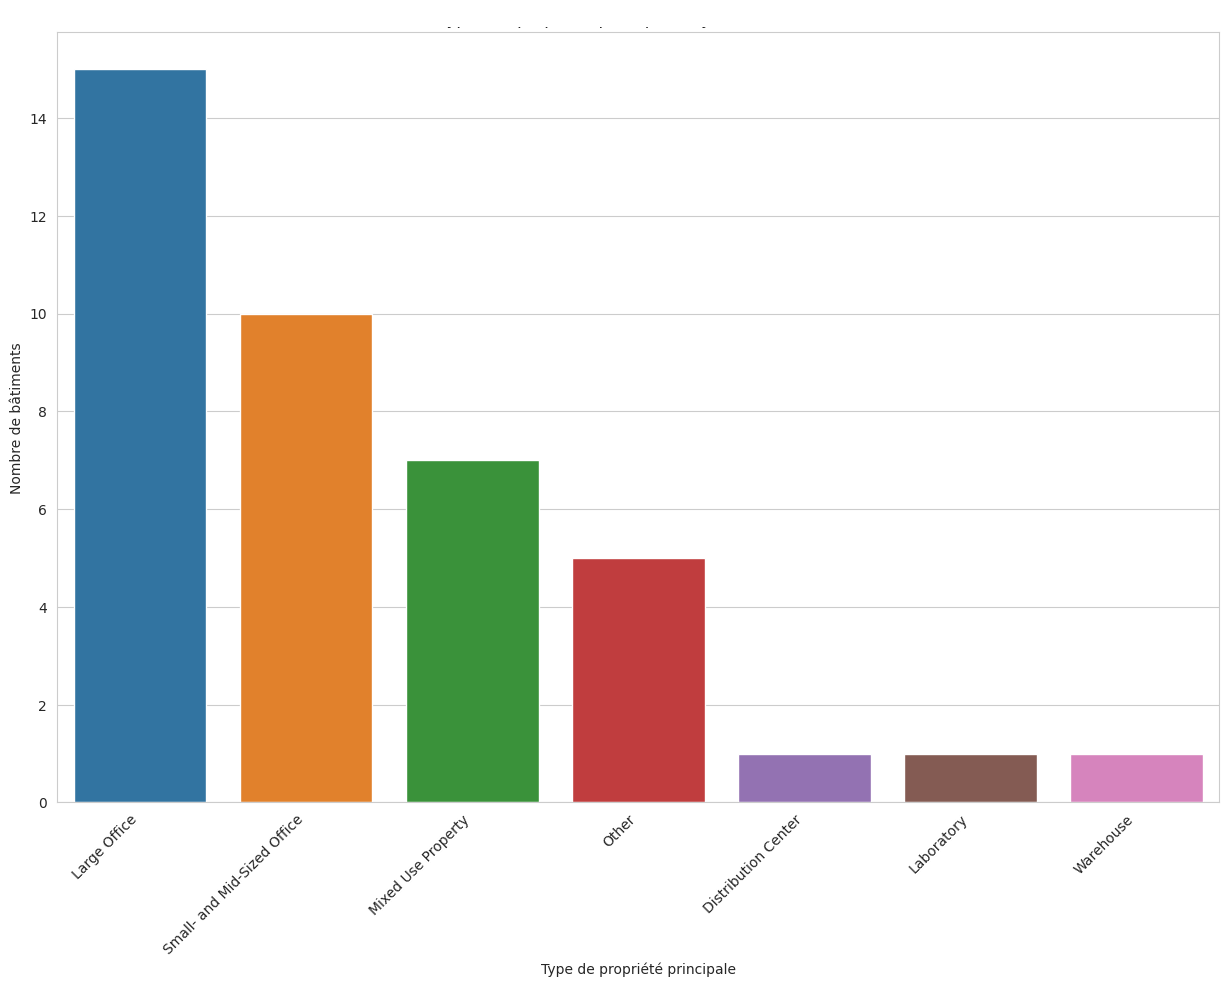 14
12
10
8
6
4
2
0
Nombre de bâtiments
Large Office
Small- and Mid-Sized Office
Mixed Use Property
Other
Distribution Center
Laboratory
Warehouse
Type de propriété principale